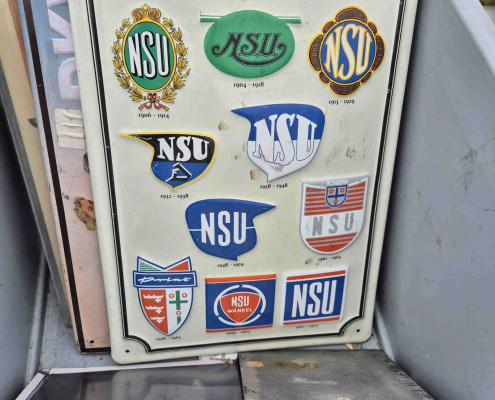 NSU
1906 - 1914
NSU
1904 - 1918
NSU
1913 - 1929
NSU
1932 - 1938
NSU
1938 - 1948
NSU
1948 - 1959
NSU
Prinz
NSU
WANKEL
NSU